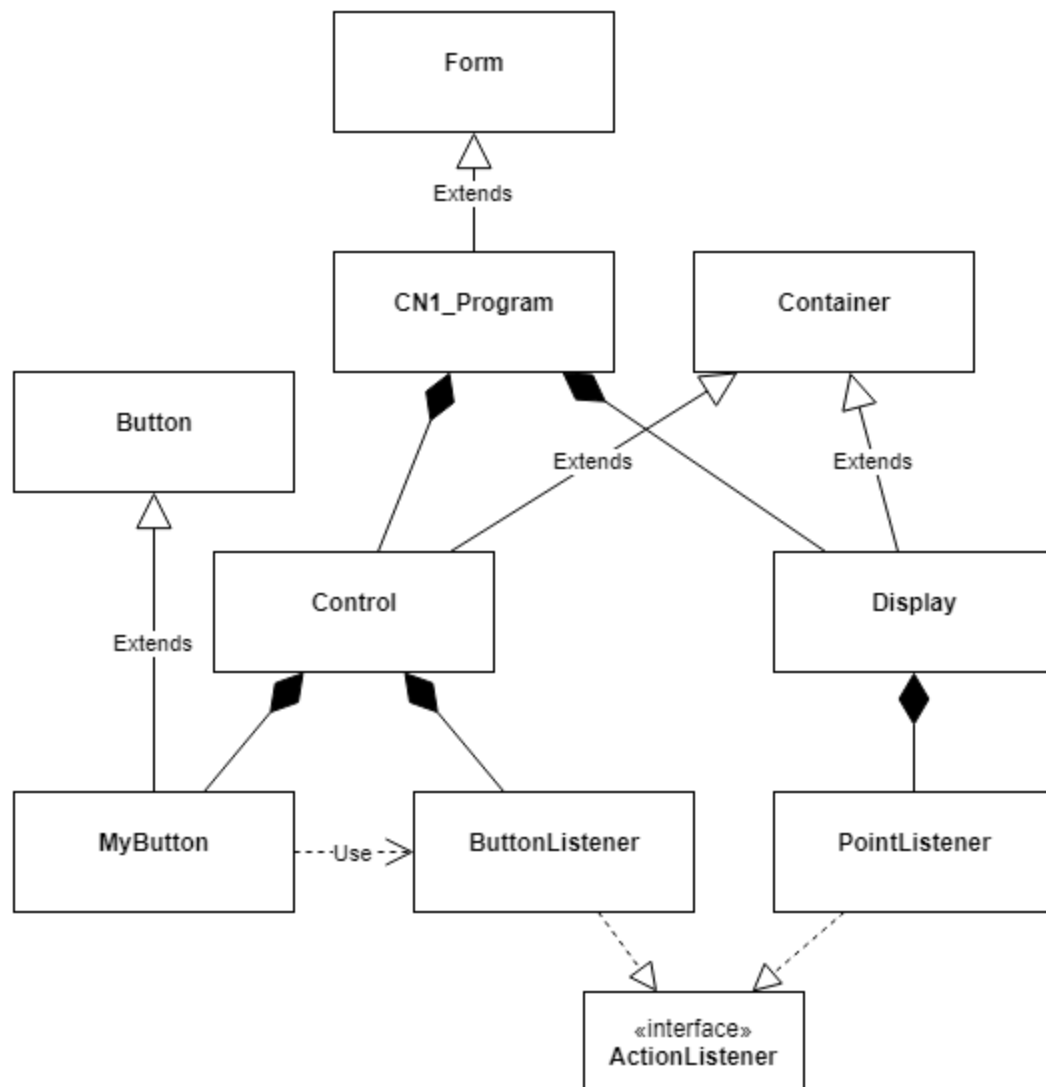 Form
Extends
CN1_Program
Container
Button
Extends
Extends
Control
Display
Extends
MyButton
Use
ButtonListener
PointListener
«interface»
ActionListener